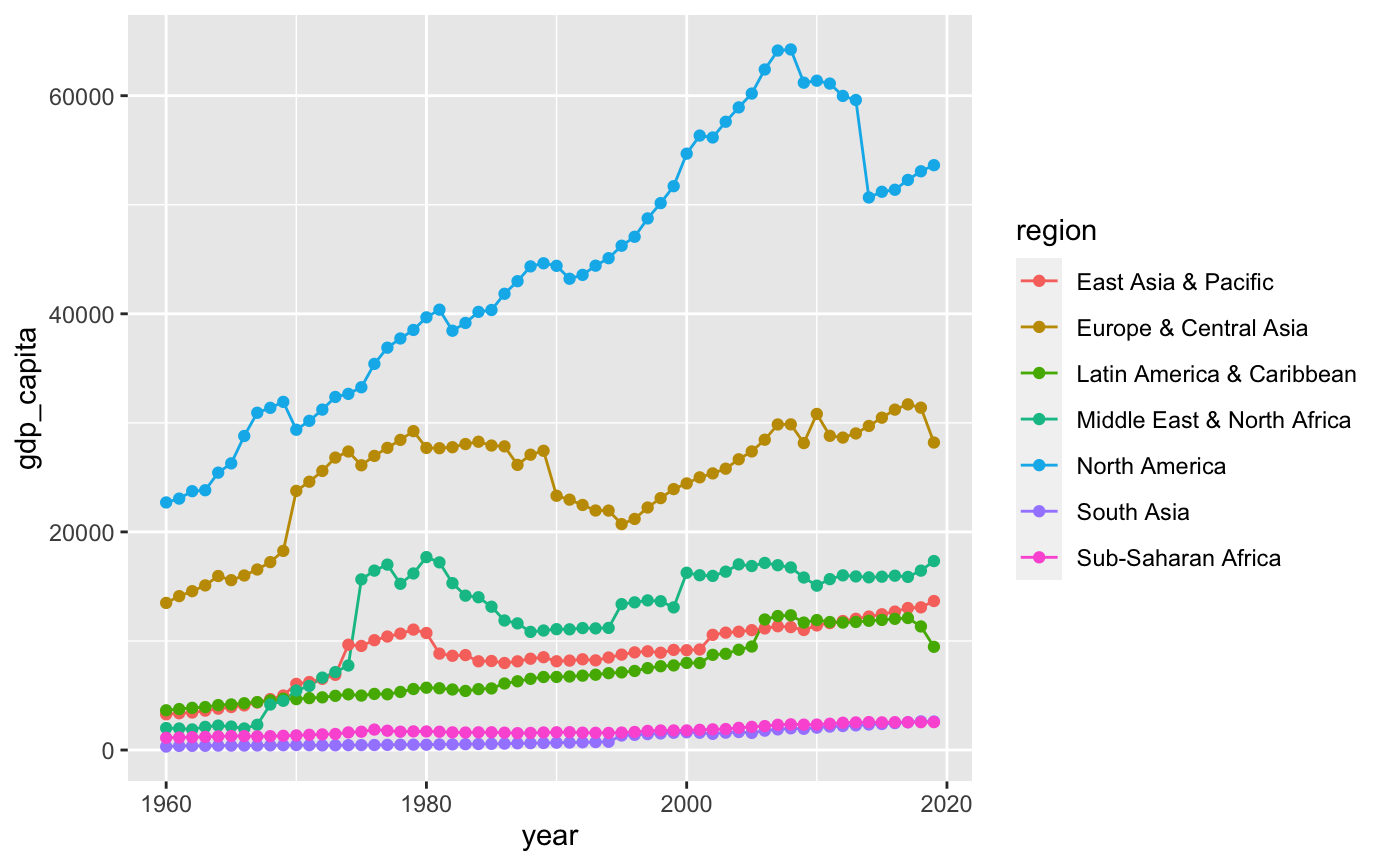 gdp_capita
60000
40000
20000
0
1960
1980
2000
2020
year
region
East Asia & Pacific
Europe & Central Asia
Latin America & Caribbean
Middle East & North Africa
North America
South Asia
Sub-Saharan Africa